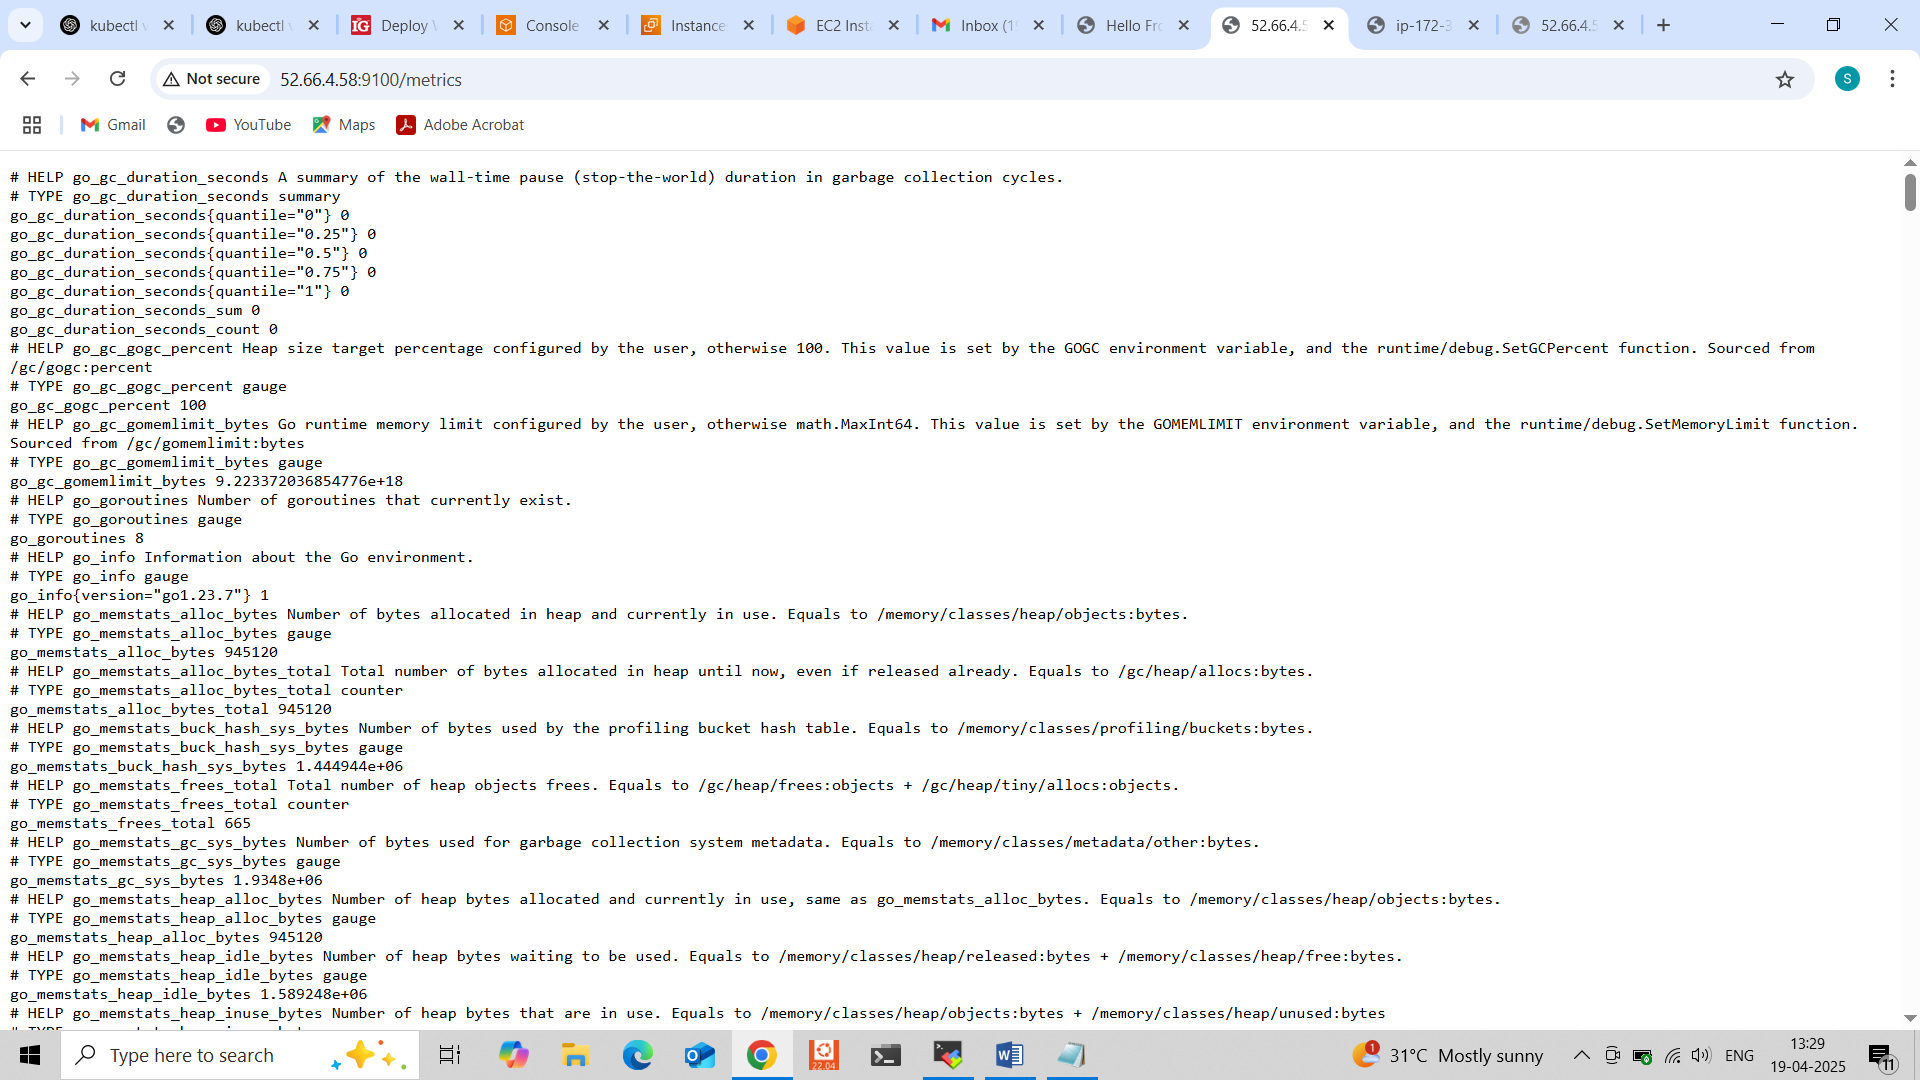 kubectl v
kubectl v
Deploy V
Console
Instance
EC2 Inst
Inbox (1
Hello Fro
52.66.4.5
ip-172-3
52.66.4.5
Not secure
52.66.4.58:9100/metrics
S
Gmail
YouTube
Maps
Adobe Acrobat
# HELP go_gc_duration_seconds A summary of the wall-time pause (stop-the-world) duration in garbage collection cycles.
# TYPE go_gc_duration_seconds summary
go_gc_duration_seconds{quantile="0"} 0
go_gc_duration_seconds{quantile="0.25"} 0
go_gc_duration_seconds{quantile="0.5"} 0
go_gc_duration_seconds{quantile="0.75"} 0
go_gc_duration_seconds{quantile="1"} 0
go_gc_duration_seconds_sum 0
go_gc_duration_seconds_count 0
# HELP go_gc_gogc_percent Heap size target percentage configured by the user, otherwise 100. This value is set by the GOGC environment variable, and the runtime/debug.SetGCPercent function. Sourced from
/gc/gogc:percent
# TYPE go_gc_gogc_percent gauge
go_gc_gogc_percent 100
# HELP go_gc_gomemlimit_bytes Go runtime memory limit configured by the user, otherwise math.MaxInt64. This value is set by the GOMEMLIMIT environment variable, and the runtime/debug.SetMemoryLimit function.
Sourced from /gc/gomemlimit:bytes
# TYPE go_gc_gomemlimit_bytes gauge
go_gc_gomemlimit_bytes 9.223372036854776e+18
# HELP go_goroutines Number of goroutines that currently exist.
# TYPE go_goroutines gauge
go_goroutines 8
# HELP go_info Information about the Go environment.
# TYPE go_info gauge
go_info{version="go1.23.7"} 1
# HELP go_memstats_alloc_bytes Number of bytes allocated in heap and currently in use. Equals to /memory/classes/heap/objects:bytes.
# TYPE go_memstats_alloc_bytes gauge
go_memstats_alloc_bytes 945120
# HELP go_memstats_alloc_bytes_total Total number of bytes allocated in heap until now, even if released already. Equals to /gc/heap/allocs:bytes.
# TYPE go_memstats_alloc_bytes_total counter
go_memstats_alloc_bytes_total 945120
# HELP go_memstats_buck_hash_sys_bytes Number of bytes used by the profiling bucket hash table. Equals to /memory/classes/profiling/buckets:bytes.
# TYPE go_memstats_buck_hash_sys_bytes gauge
go_memstats_buck_hash_sys_bytes 1.444944e+06
# HELP go_memstats_frees_total Total number of heap objects frees. Equals to /gc/heap/frees:objects + /gc/heap/tiny/allocs:objects.
# TYPE go_memstats_frees_total counter
go_memstats_frees_total 665
# HELP go_memstats_gc_sys_bytes Number of bytes used for garbage collection system metadata. Equals to /memory/classes/metadata/other:bytes.
# TYPE go_memstats_gc_sys_bytes gauge
go_memstats_gc_sys_bytes 1.9348e+06
# HELP go_memstats_heap_alloc_bytes Number of heap bytes allocated and currently in use, same as go_memstats_alloc_bytes. Equals to /memory/classes/heap/objects:bytes.
# TYPE go_memstats_heap_alloc_bytes gauge
go_memstats_heap_alloc_bytes 945120
# HELP go_memstats_heap_idle_bytes Number of heap bytes waiting to be used. Equals to /memory/classes/heap/released:bytes + /memory/classes/heap/free:bytes.
# TYPE go_memstats_heap_idle_bytes gauge
go_memstats_heap_idle_bytes 1.589248e+06
# HELP go_memstats_heap_inuse_bytes Number of heap bytes that are in use. Equals to /memory/classes/heap/objects:bytes + /memory/classes/heap/unused:bytes
Type here to search
22.04
1
31°C Mostly sunny
ENG
13:29
19-04-2025
11